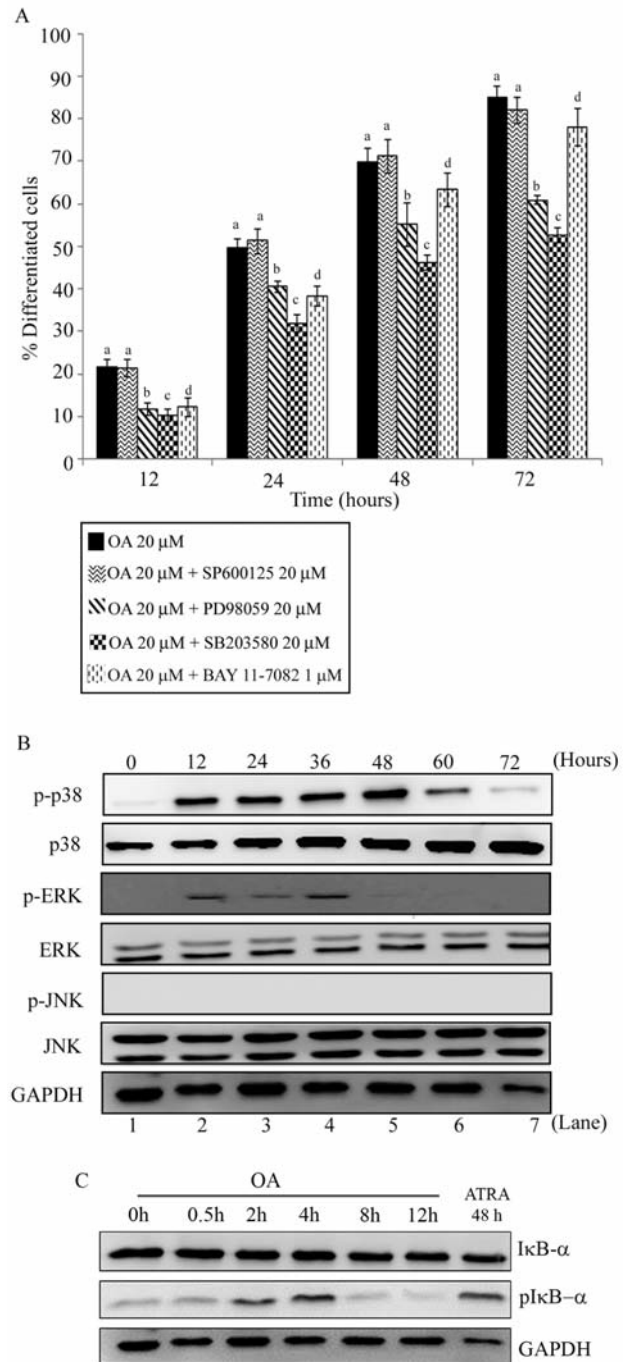 A
% Differentiated cells
100
90
80
70
60
50
40
30
20
10
0
a a b c d
a a b c d
a a b c d
a a b c d
12 24 48 72
Time (hours)
OA 20 µM
OA 20 µM + SP600125 20 µM
OA 20 µM + PD98059 20 µM
OA 20 µM + SB203580 20 µM
OA 20 µM + BAY 11-7082 1 µM
B
0 12 24 36 48 60 72 (Hours)
p-p38
p38
p-ERK
ERK
p-JNK
JNK
GAPDH
1 2 3 4 5 6 7 (Lane)
C
OA ATRA
0h 0.5h 2h 4h 8h 12h 48 h
IκB-α
pIκB–α
GAPDH